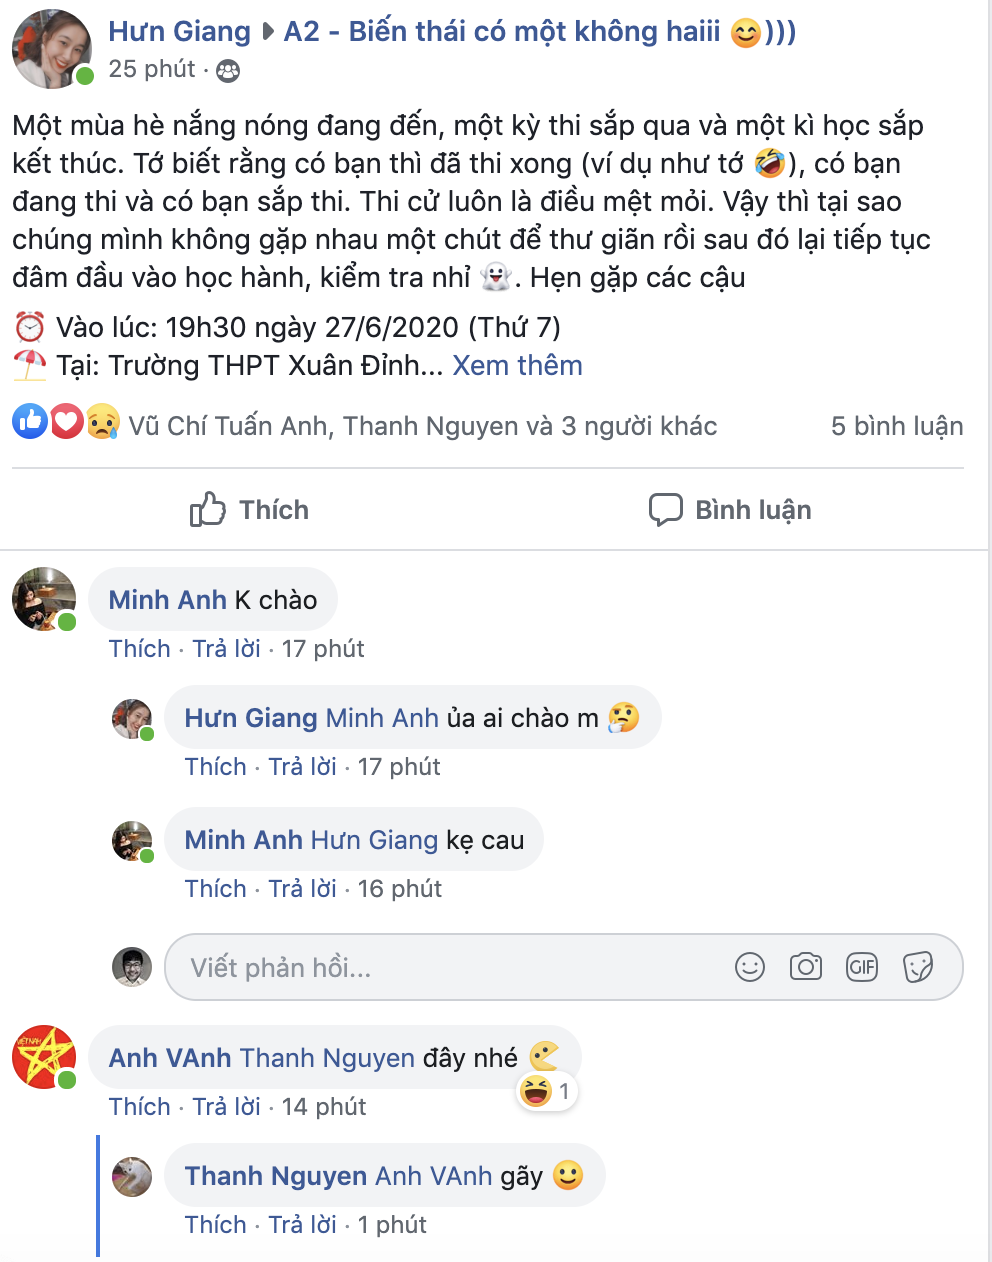 Hưn Giang ▸ A2 - Biến thái có một không haiii 😊)))
25 phút ·
Một mùa hè nắng nóng đang đến, một kỳ thi sắp qua và một kì học sắp
kết thúc. Tớ biết rằng có bạn thì đã thi xong (ví dụ như tớ 🤣), có bạn
đang thi và có bạn sắp thi. Thi cử luôn là điều mệt mỏi. Vậy thì tại sao
chúng mình không gặp nhau một chút để thư giãn rồi sau đó lại tiếp tục
đâm đầu vào học hành, kiểm tra nhỉ 👻. Hẹn gặp các cậu
⏰ Vào lúc: 19h30 ngày 27/6/2020 (Thứ 7)
⛱ Tại: Trường THPT Xuân Đỉnh... Xem thêm
Vũ Chí Tuấn Anh, Thanh Nguyen và 3 người khác 5 bình luận
Thích Bình luận
Minh Anh K chào
Thích · Trả lời · 17 phút
Hưn Giang Minh Anh ủa ai chào m 🤔
Thích · Trả lời · 17 phút
Minh Anh Hưn Giang kẹ cau
Thích · Trả lời · 16 phút
Viết phản hồi...
GIF
VIỆT NAM
Anh VAnh Thanh Nguyen đây nhé
😆 1
Thích · Trả lời · 14 phút
Thanh Nguyen Anh VAnh gãy 🙂
Thích · Trả lời · 1 phút